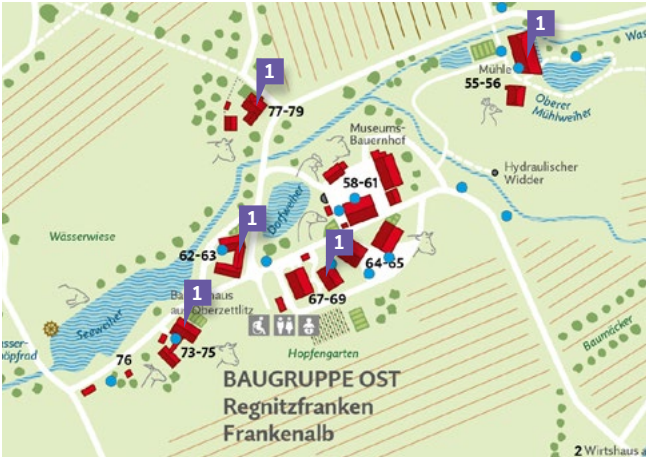 1
Mühle
55-56
Oberer
Mühlweiher
1
77-79
Museums-
Bauernhof
Hydraulischer
Widder
58-61
Dorfweiher
Wässerwiese
1
62-63
1
64-65
67-69
1
aus Oberzettlitz
Seeweiher
73-75
76
Hopfengarten
Baumäcker
BAUGRUPPE OST
Regnitzfranken
Frankenalb
2 Wirtshaus a